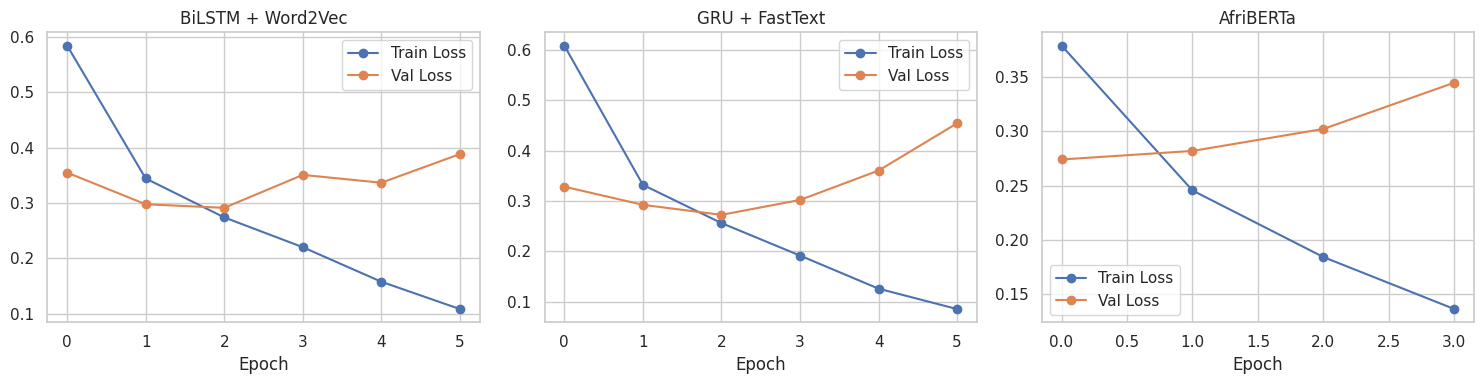 BiLSTM + Word2Vec
0.6
0.5
0.4
0.3
0.2
0.1
0 1 2 3 4 5
Epoch
Train Loss
Val Loss
GRU + FastText
0.6
0.5
0.4
0.3
0.2
0.1
0 1 2 3 4 5
Epoch
Train Loss
Val Loss
AfriBERTa
0.35
0.30
0.25
0.20
0.15
Train Loss
Val Loss
0.0 0.5 1.0 1.5 2.0 2.5 3.0
Epoch